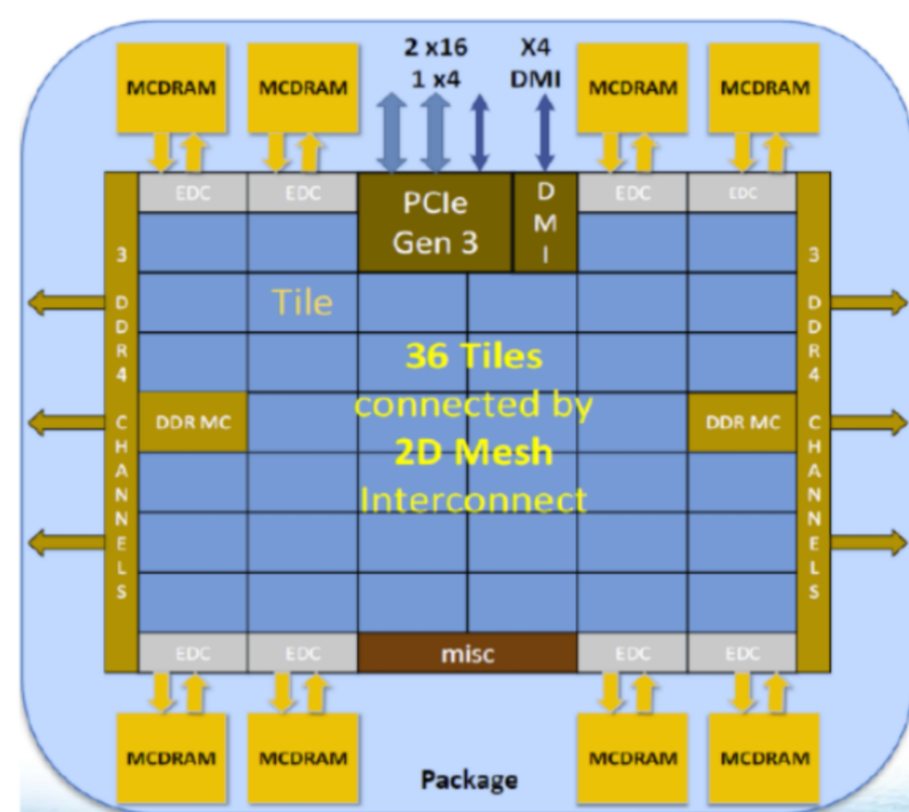 2 x16
1 x4
X4
DMI
MCDRAM
MCDRAM
MCDRAM
MCDRAM
EDC
EDC
PCIe
Gen 3
D
M
I
EDC
EDC
3 DDR4 CHANNELS
3 DDR4 CHANNELS
Tile
36 Tiles
connected by
2D Mesh
Interconnect
DDR MC
DDR MC
EDC
EDC
misc
EDC
EDC
MCDRAM
MCDRAM
MCDRAM
MCDRAM
Package